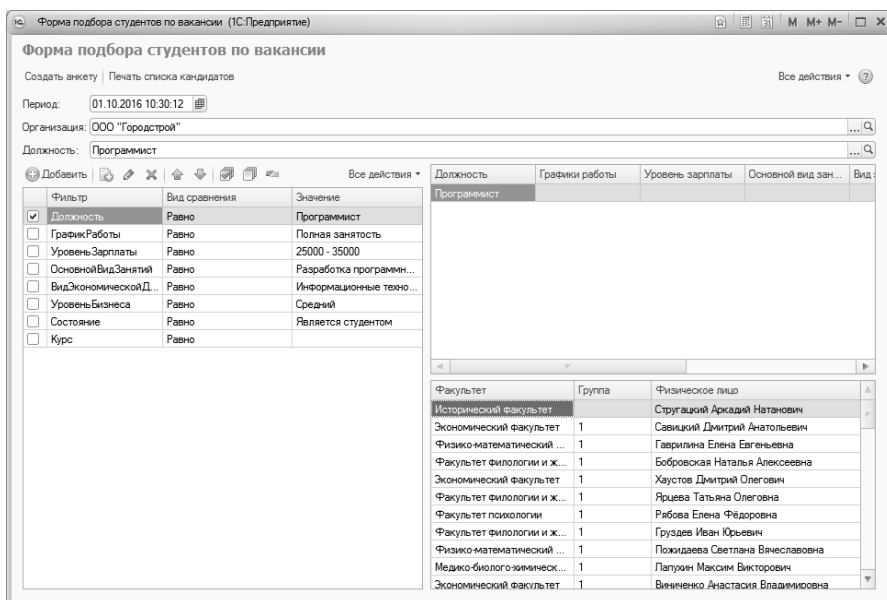 Форма подбора студентов по вакансии (1С:Предприятие)
M M+ M-
Форма подбора студентов по вакансии
Создать анкету Печать списка кандидатов Все действия
Период: 01.10.2016 10:30:12
Организация: ООО "Городстрой"
Должность: Программист
Добавить Все действия
Фильтр Вид сравнения Значение
Должность Равно Программист
ГрафикРаботы Равно Полная занятость
УровеньЗарплаты Равно 25000 - 35000
ОсновнойВидЗанятий Равно Разработка программн...
ВидЭкономическойД... Равно Информационные техно...
УровеньБизнеса Равно Средний
Состояние Равно Является студентом
Курс Равно
Должность Графики работы Уровень зарплаты Основной вид зан... Вид
Программист
Факультет Группа Физическое лицо
Исторический факультет Стругацкий Аркадий Натанович
Экономический факультет 1 Савицкий Дмитрий Анатольевич
Физико-математический ... 1 Гаврилина Елена Евгеньевна
Факультет филологии и ж... 1 Бобровская Наталья Алексеевна
Экономический факультет 1 Хаустов Дмитрий Олегович
Факультет филологии и ж... 1 Ярцева Татьяна Олеговна
Факультет психологии 1 Рябова Елена Фёдоровна
Факультет филологии и ж... 1 Груздев Иван Юрьевич
Физико-математический ... 1 Пожидаева Светлана Вячеславовна
Медико-биолого-химическ... 1 Лапухин Максим Викторович
Экономический факультет 1 Виниченко Анастасия Владимировна